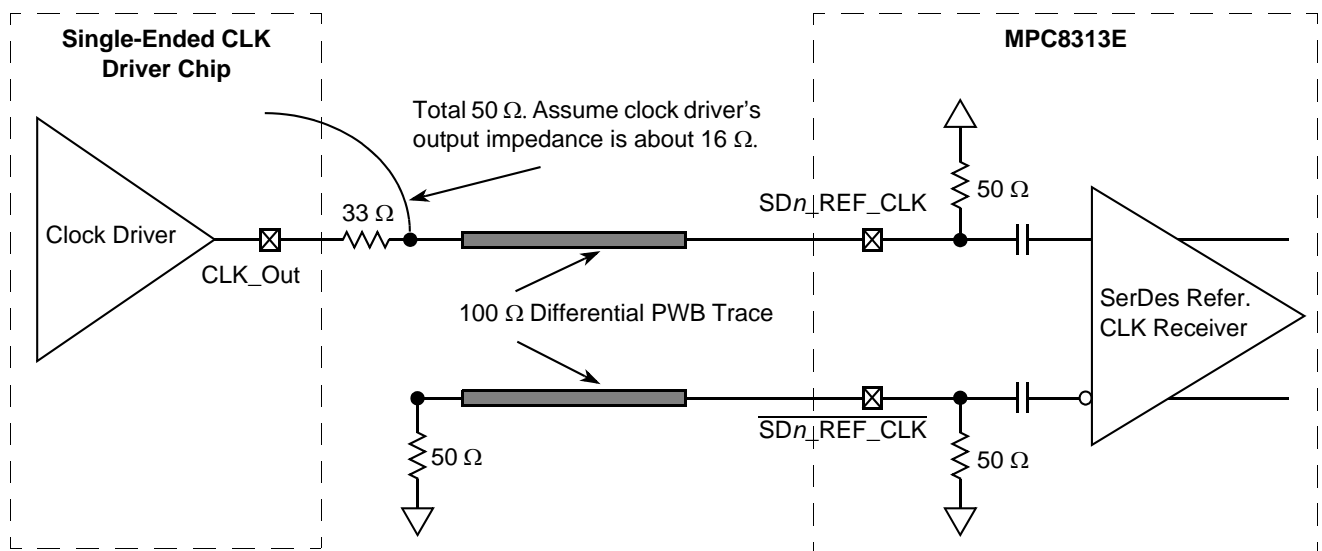 Single-Ended CLK
Driver Chip
MPC8313E
Total 50 Ω. Assume clock driver's
output impedance is about 16 Ω.
50 Ω
SDn_REF_CLK
33 Ω
Clock Driver
CLK_Out
100 Ω Differential PWB Trace
SerDes Refer.
CLK Receiver
SDn_REF_CLK
50 Ω
50 Ω